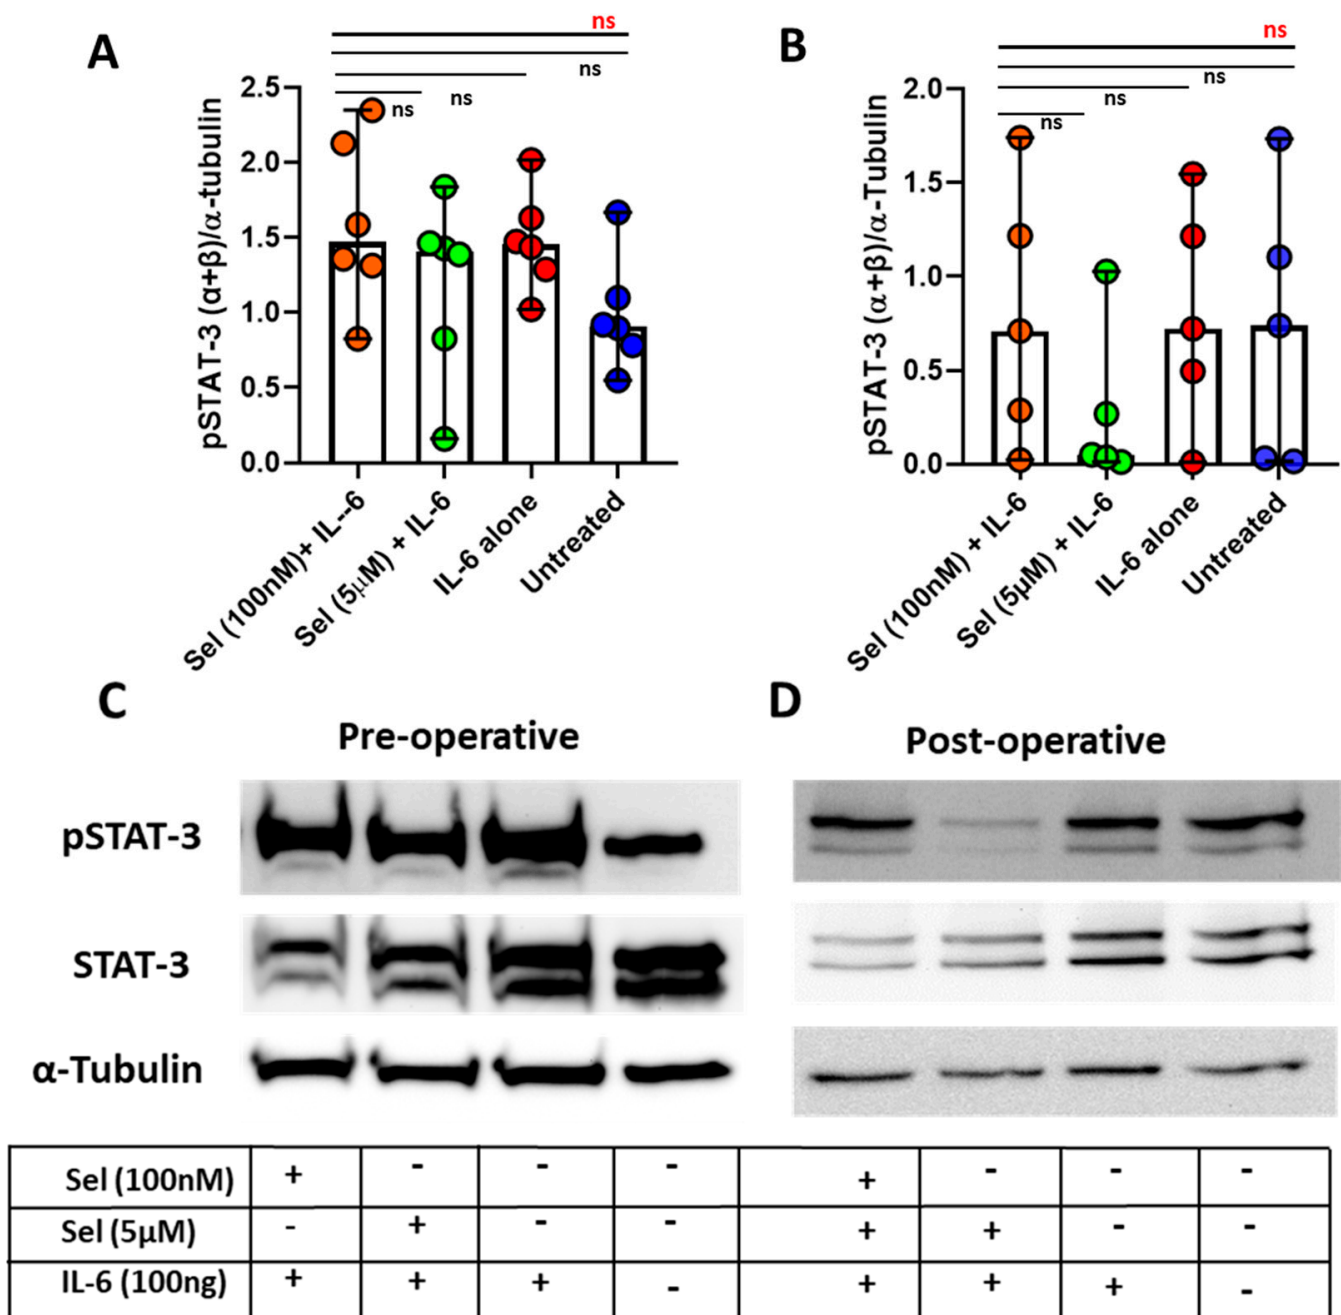 A
ns
ns
ns
ns
pSTAT-3 (α+β)/α-tubulin
2.5
2.0
1.5
1.0
0.5
0.0
Sel (100nM)+ IL--6
Sel (5μM) + IL-6
IL-6 alone
Untreated
B
ns
ns
ns
ns
pSTAT-3 (α+β)/α-Tubulin
2.0
1.5
1.0
0.5
0.0
Sel (100nM) + IL-6
Sel (5μM) + IL-6
IL-6 alone
Untreated
C
Pre-operative
D
Post-operative
pSTAT-3
STAT-3
α-Tubulin
Sel (100nM) + - - - + - - -
Sel (5μM) - + - - + + - -
IL-6 (100ng) + + + - + + + -